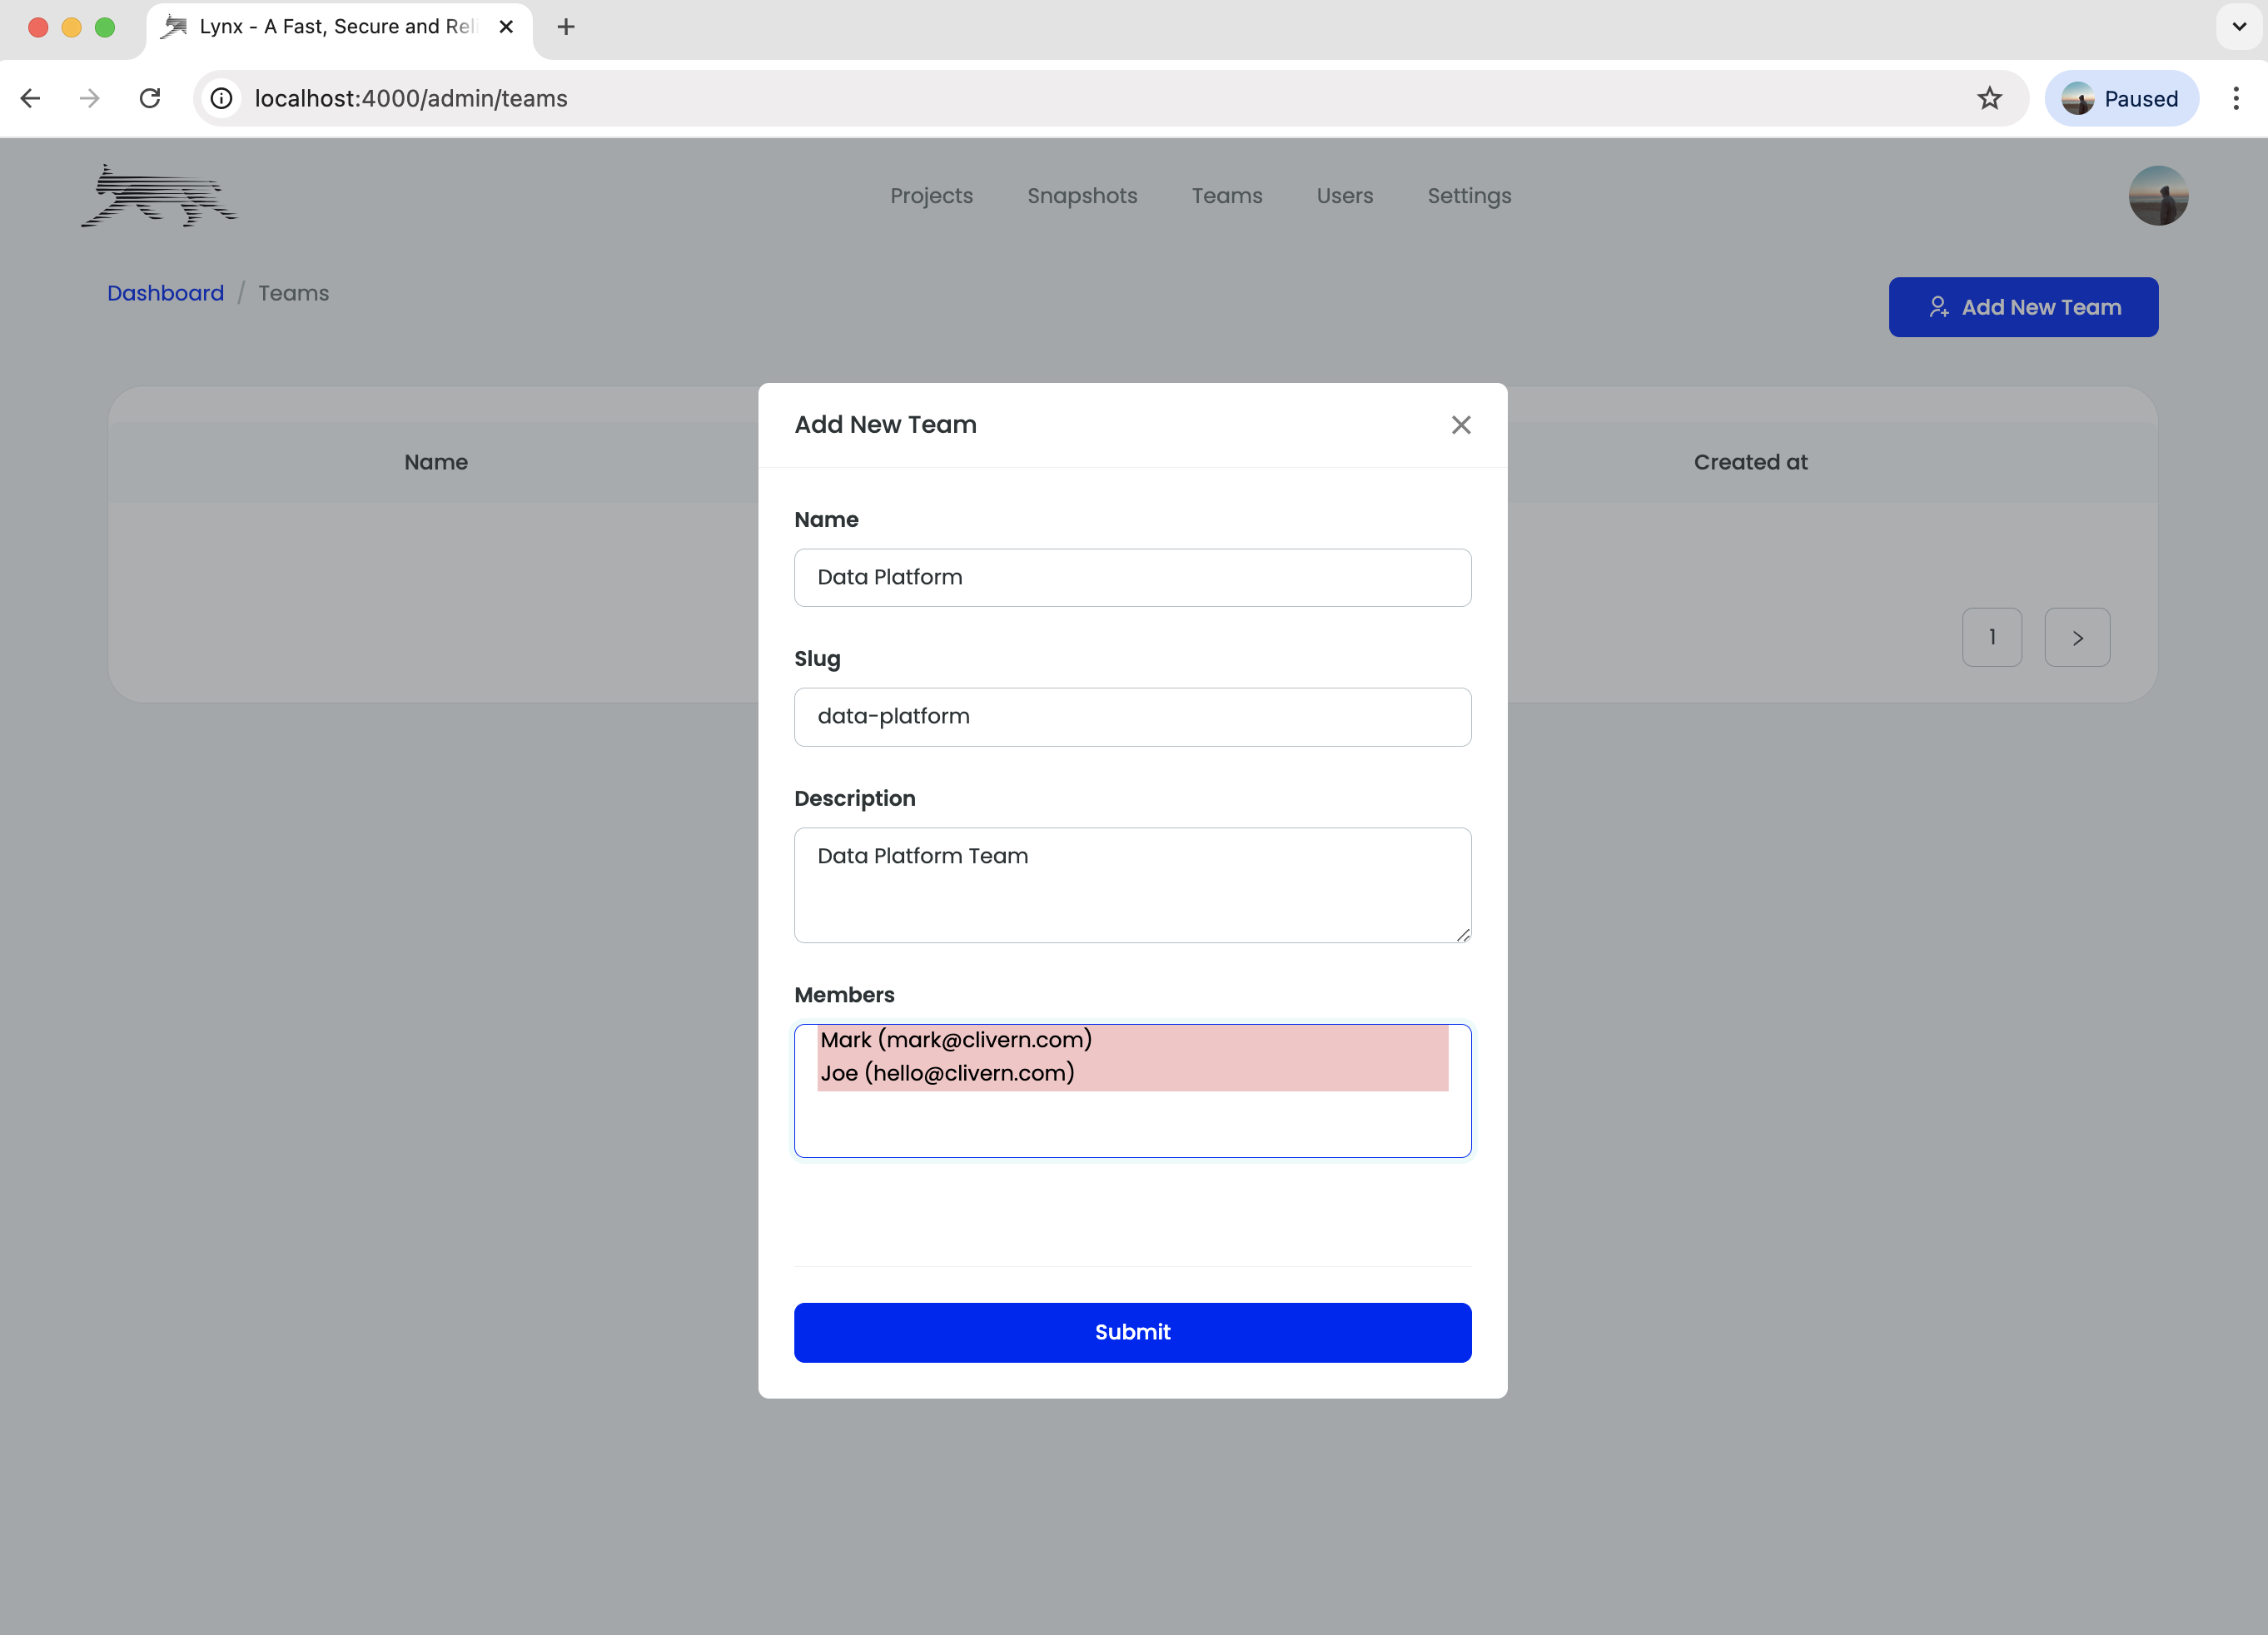 Lynx - A Fast, Secure and Reli
localhost:4000/admin/teams
Paused
Projects Snapshots Teams Users Settings
Dashboard / Teams
Add New Team
Add New Team
Name
Created at
Name
Data Platform
1
Slug
data-platform
Description
Data Platform Team
Members
Mark (mark@clivern.com)
Joe (hello@clivern.com)
Submit